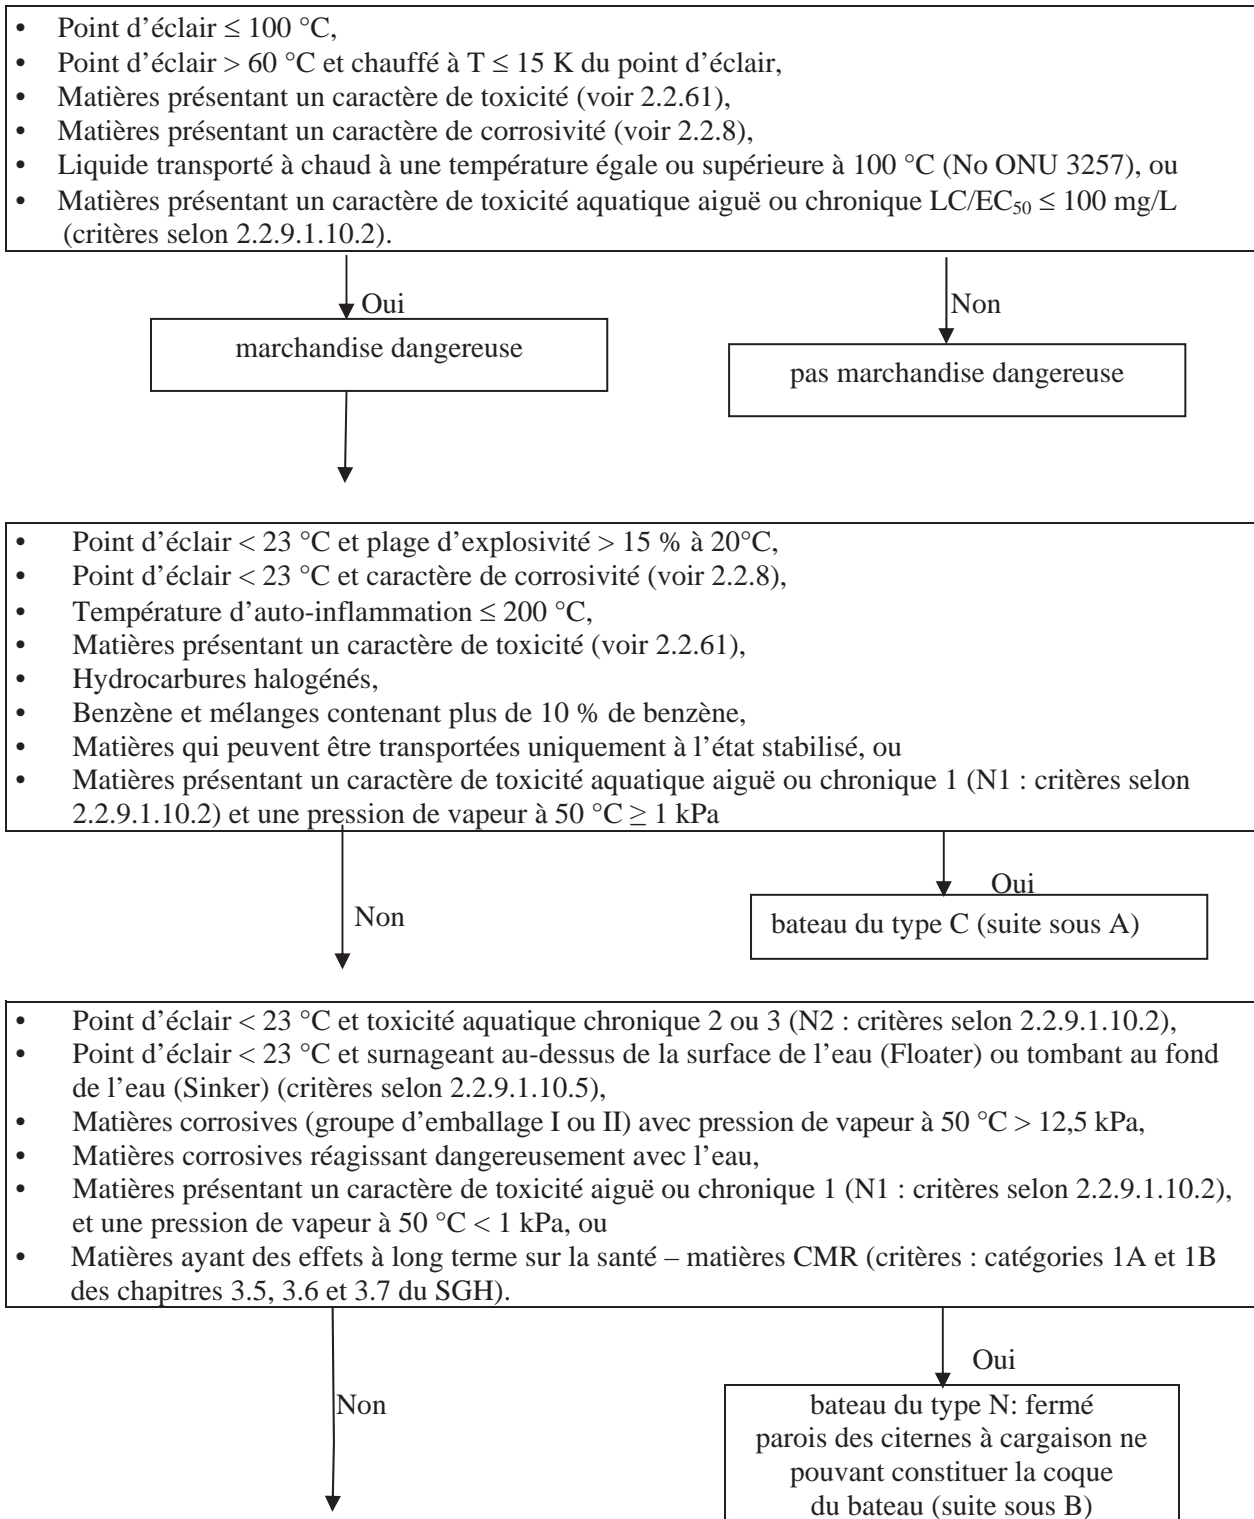 • Point d’éclair ≤ 100 °C,
• Point d’éclair > 60 °C et chauffé à T ≤ 15 K du point d’éclair,
• Matières présentant un caractère de toxicité (voir 2.2.61),
• Matières présentant un caractère de corrosivité (voir 2.2.8),
• Liquide transporté à chaud à une température égale ou supérieure à 100 °C (No ONU 3257), ou
• Matières présentant un caractère de toxicité aquatique aiguë ou chronique LC/EC₅₀ ≤ 100 mg/L
(critères selon 2.2.9.1.10.2).
Oui
Non
marchandise dangereuse
pas marchandise dangereuse
• Point d’éclair < 23 °C et plage d’explosivité > 15 % à 20°C,
• Point d’éclair < 23 °C et caractère de corrosivité (voir 2.2.8),
• Température d’auto-inflammation ≤ 200 °C,
• Matières présentant un caractère de toxicité (voir 2.2.61),
• Hydrocarbures halogénés,
• Benzène et mélanges contenant plus de 10 % de benzène,
• Matières qui peuvent être transportées uniquement à l’état stabilisé, ou
• Matières présentant un caractère de toxicité aquatique aiguë ou chronique 1 (N1 : critères selon
2.2.9.1.10.2) et une pression de vapeur à 50 °C ≥ 1 kPa
Oui
Non
bateau du type C (suite sous A)
• Point d’éclair < 23 °C et toxicité aquatique chronique 2 ou 3 (N2 : critères selon 2.2.9.1.10.2),
• Point d’éclair < 23 °C et surnageant au-dessus de la surface de l’eau (Floater) ou tombant au fond
de l’eau (Sinker) (critères selon 2.2.9.1.10.5),
• Matières corrosives (groupe d’emballage I ou II) avec pression de vapeur à 50 °C > 12,5 kPa,
• Matières corrosives réagissant dangereusement avec l’eau,
• Matières présentant un caractère de toxicité aiguë ou chronique 1 (N1 : critères selon 2.2.9.1.10.2),
et une pression de vapeur à 50 °C < 1 kPa, ou
• Matières ayant des effets à long terme sur la santé – matières CMR (critères : catégories 1A et 1B
des chapitres 3.5, 3.6 et 3.7 du SGH).
Oui
Non
bateau du type N: fermé
parois des citernes à cargaison ne
pouvant constituer la coque
du bateau (suite sous B)